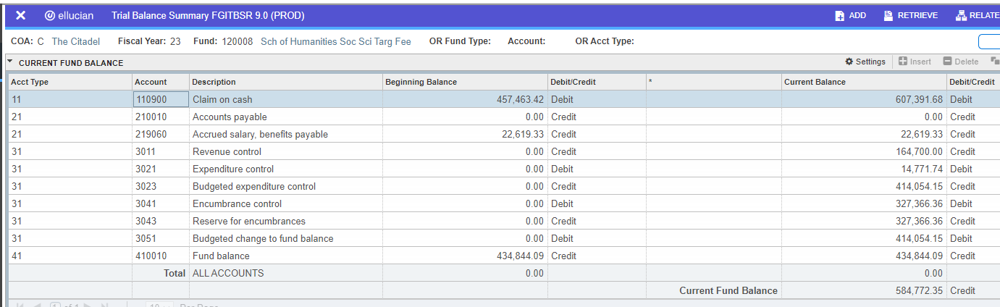 ellucian Trial Balance Summary FGITBSR 9.0 (PROD) ADD RETRIEVE RELATE
COA: C The Citadel Fiscal Year: 23 Fund: 120008 Sch of Humanities Soc Sci Targ Fee OR Fund Type: Account: OR Acct Type:
CURRENT FUND BALANCE Settings Insert Delete
Acct Type Account Description Beginning Balance Debit/Credit * Current Balance Debit/Credit
11 110900 Claim on cash 457,463.42 Debit 607,391.68 Debit
21 210010 Accounts payable 0.00 Credit 0.00 Credit
21 219060 Accrued salary, benefits payable 22,619.33 Credit 22,619.33 Credit
31 3011 Revenue control 0.00 Credit 164,700.00 Credit
31 3021 Expenditure control 0.00 Debit 14,771.74 Debit
31 3023 Budgeted expenditure control 0.00 Credit 414,054.15 Credit
31 3041 Encumbrance control 0.00 Debit 327,366.36 Debit
31 3043 Reserve for encumbrances 0.00 Credit 327,366.36 Credit
31 3051 Budgeted change to fund balance 0.00 Debit 414,054.15 Debit
41 410010 Fund balance 434,844.09 Credit 434,844.09 Credit
Total ALL ACCOUNTS 0.00 0.00
Current Fund Balance 584,772.35 Credit
1 of 1 10 Per Page